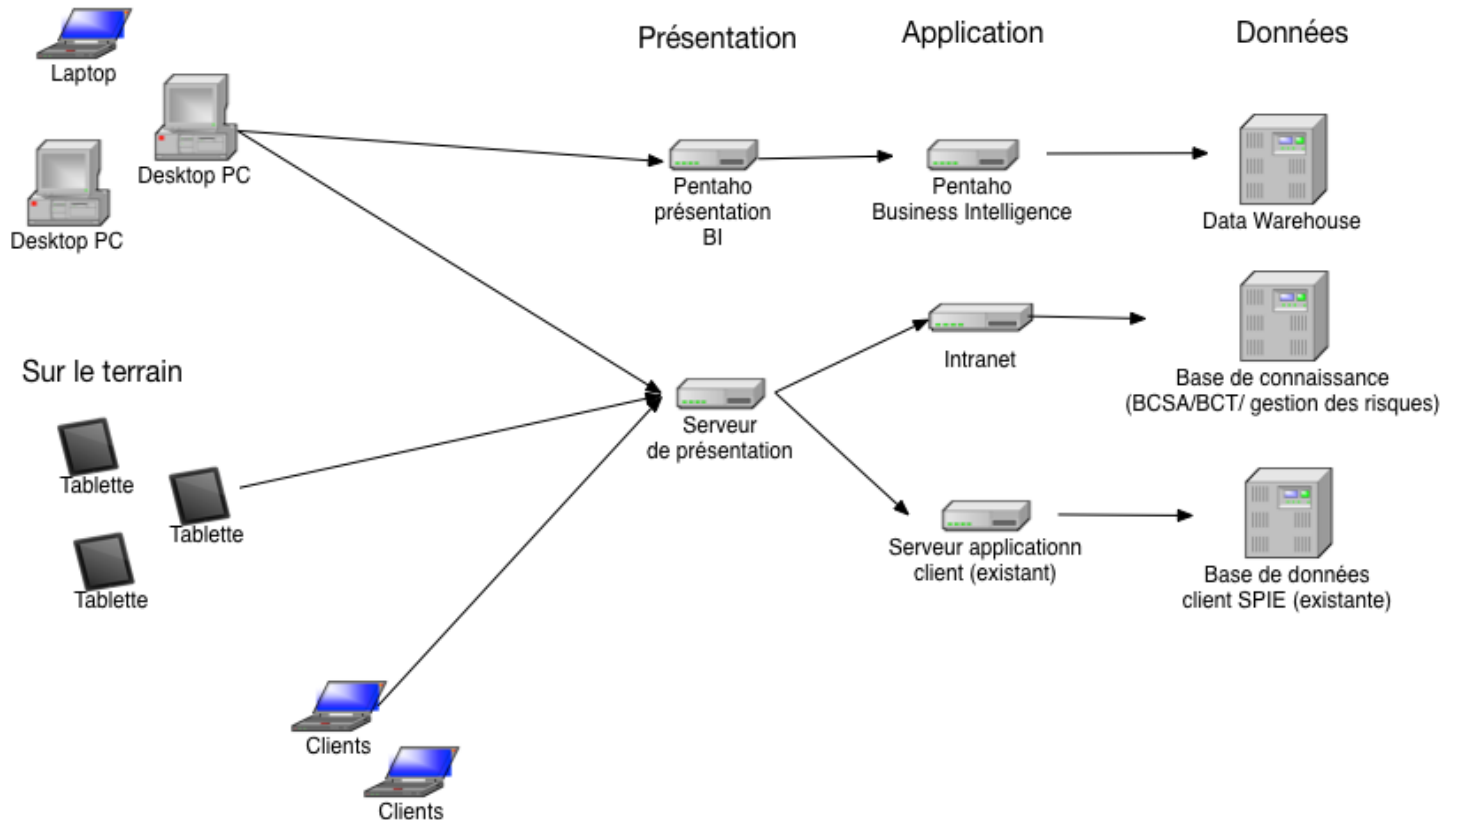 Présentation
Application
Données
Laptop
Desktop PC
Desktop PC
Pentaho
présentation
BI
Pentaho
Business Intelligence
Data Warehouse
Sur le terrain
Intranet
Base de connaissance
(BCSA/BCT/ gestion des risques)
Serveur
de présentation
Tablette
Tablette
Tablette
Serveur applicationn
client (existant)
Base de données
client SPIE (existante)
Clients
Clients